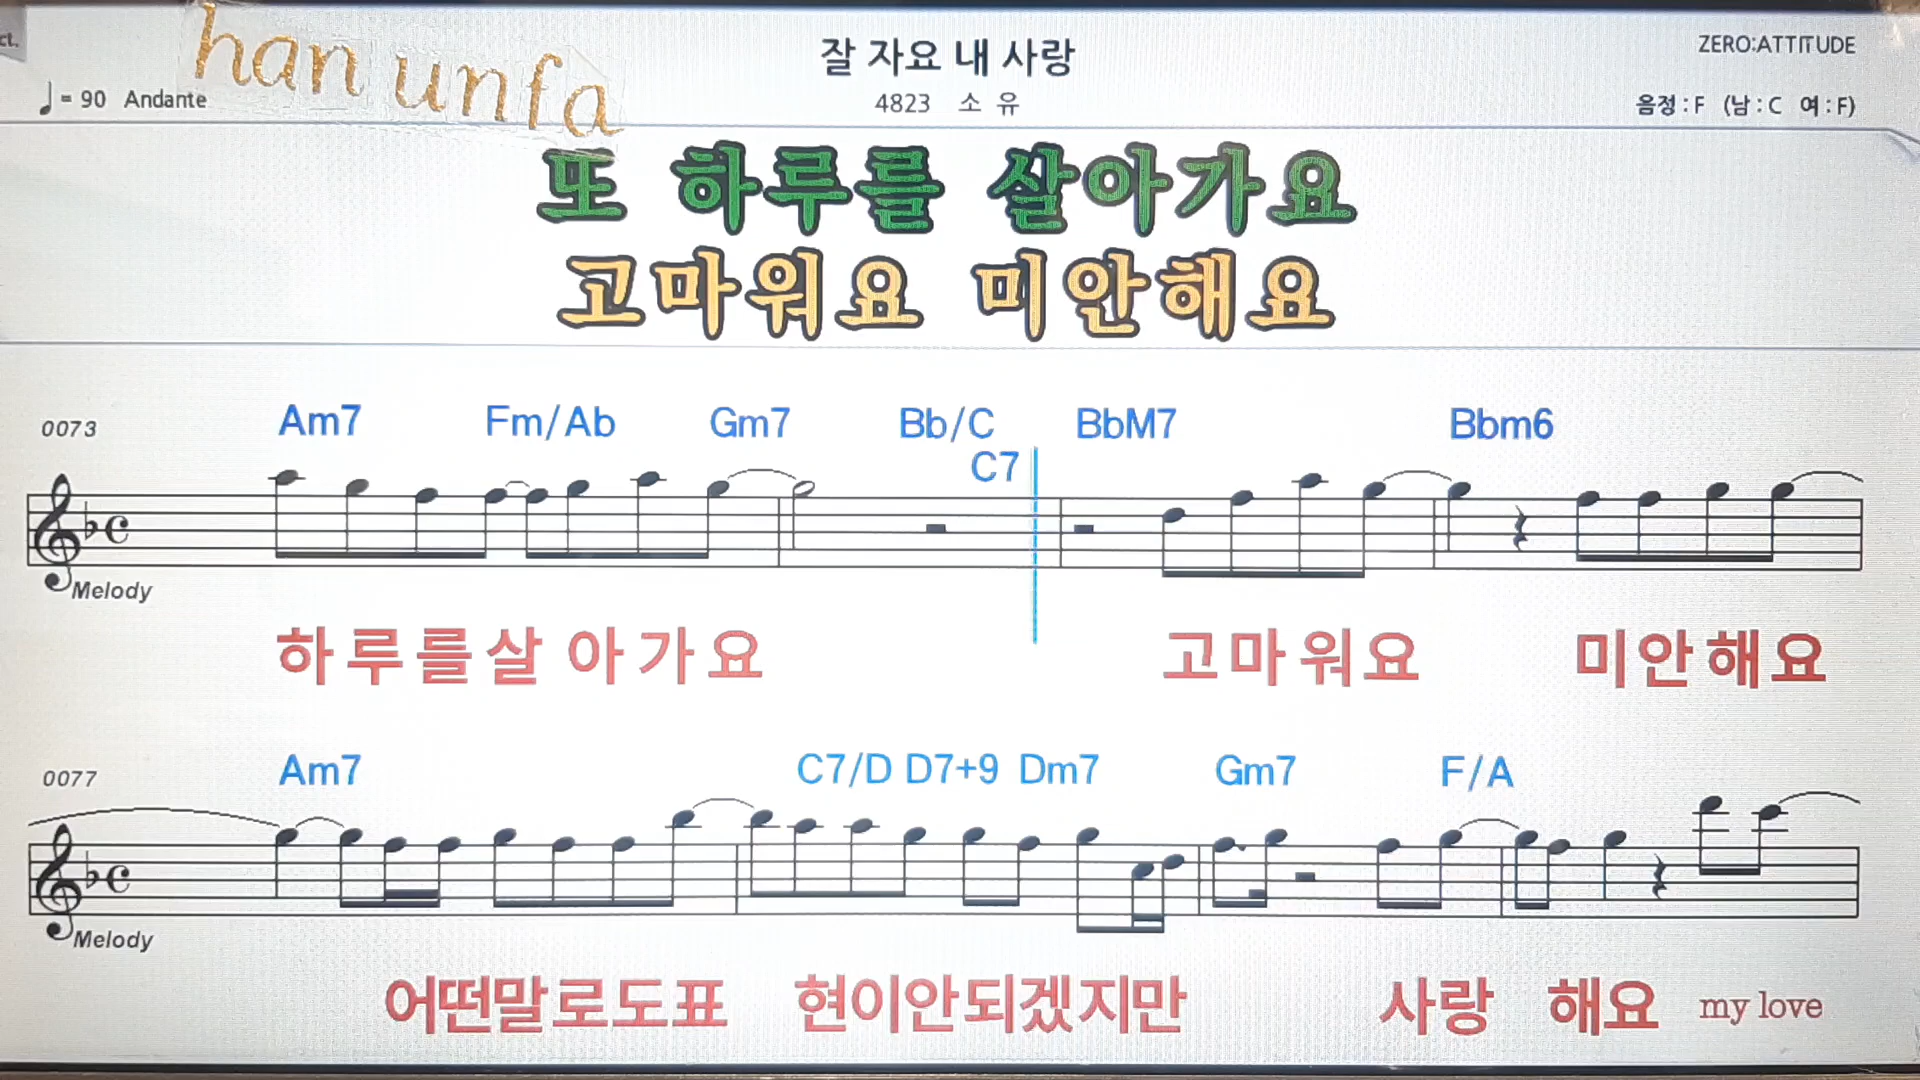 ct.
han unfa
잘 자요 내 사랑
ZERO:ATTITUDE
♩= 90 Andante
4823 소 유
음정 : F (남 : C 여 : F)
또 하루를 살아가요
고마워요 미안해요
0073 Am7 Fm/Ab Gm7 Bb/C BbM7 Bbm6
C7
Melody
하 루 를 살 아 가 요 고 마 워 요 미 안 해 요
0077 Am7 C7/D D7+9 Dm7 Gm7 F/A
Melody
어떤말로도표 현이안되겠지만 사랑 해요 my love